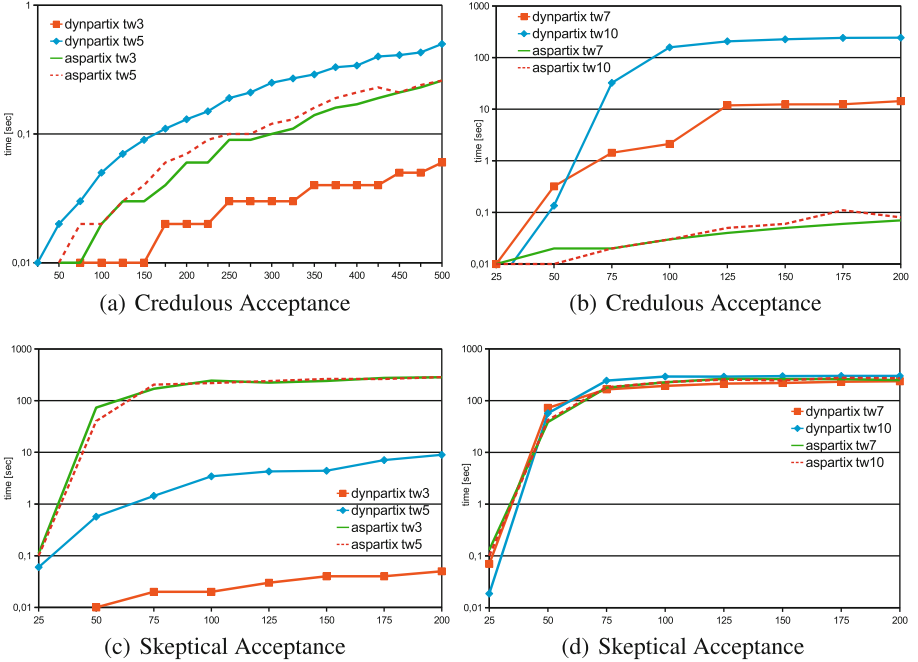 1
0,1
0,01
time [sec]
dynpartix tw3
dynpartix tw5
aspartix tw3
aspartix tw5
50 100 150 200 250 300 350 400 450 500
(a) Credulous Acceptance
1000
100
10
1
0,1
0,01
time [sec]
dynpartix tw7
dynpartix tw10
aspartix tw7
aspartix tw10
25 50 75 100 125 150 175 200
(b) Credulous Acceptance
1000
100
10
1
0,1
0,01
time [sec]
dynpartix tw3
dynpartix tw5
aspartix tw3
aspartix tw5
25 50 75 100 125 150 175 200
(c) Skeptical Acceptance
1000
100
10
1
0,1
0,01
time [sec]
dynpartix tw7
dynpartix tw10
aspartix tw7
aspartix tw10
25 50 75 100 125 150 175 200
(d) Skeptical Acceptance